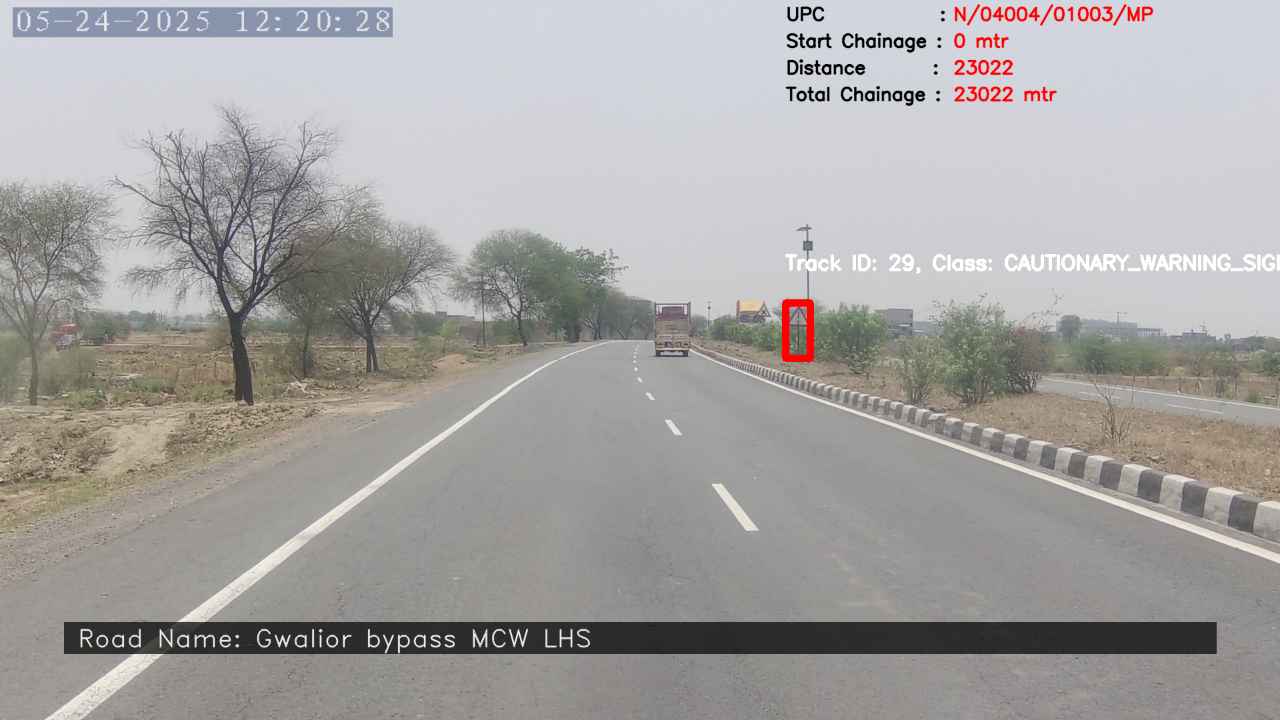 05-24-2025 12:20:28
UPC : N/04004/01003/MP
Start Chainage : 0 mtr
Distance : 23022
Total Chainage : 23022 mtr
Track ID: 29, Class: CAUTIONARY_WARNING_SIG
Road Name: Gwalior bypass MCW LHS